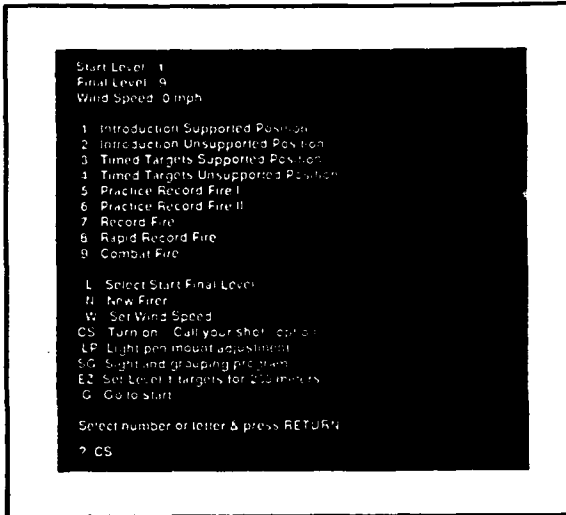 Start Level 1
Final Level 9
Wind Speed 0 mph
1 Introduction Supported Position
2 Introduction Unsupported Position
3 Timed Targets Supported Position
4 Timed Targets Unsupported Position
5 Practice Record Fire I
6 Practice Record Fire II
7 Record Fire
8 Rapid Record Fire
9 Combat Fire
L Select Start Final Level
N New Firer
W Set Wind Speed
CS Turn on Call your shot option
LP Light pen mount adjustment
SG Sight and grouping program
EZ Set Level 1 targets for 200 meters
G Go to start
Select number or letter & press RETURN
? CS